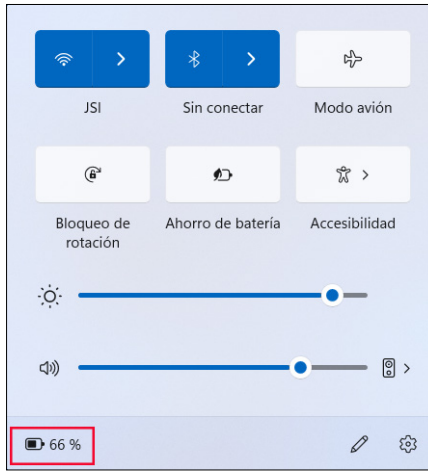 JSI
Sin conectar
Modo avión
Bloqueo de
rotación
Ahorro de batería
Accesibilidad
66 %